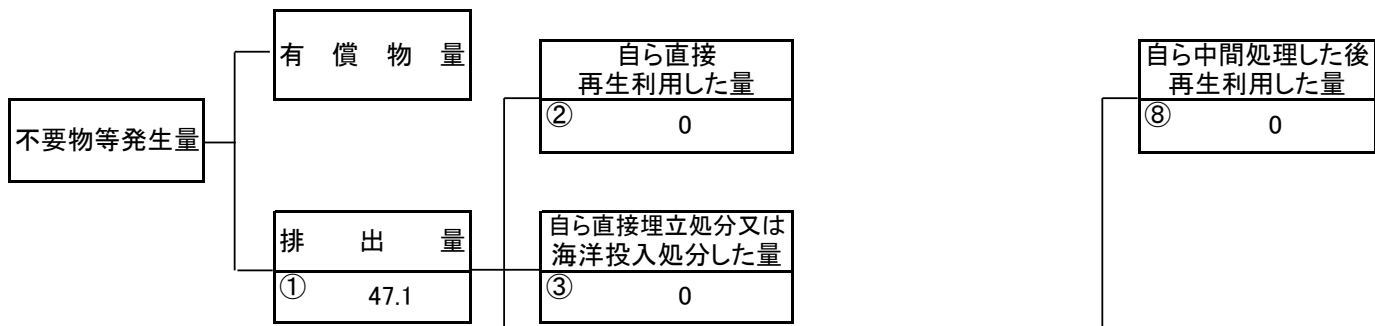 有償物量
自ら直接
再生利用した量
② 0
自ら中間処理した後
再生利用した量
⑧ 0
不要物等発生量
排出量
① 47.1
自ら直接埋立処分又は
海洋投入処分した量
③ 0